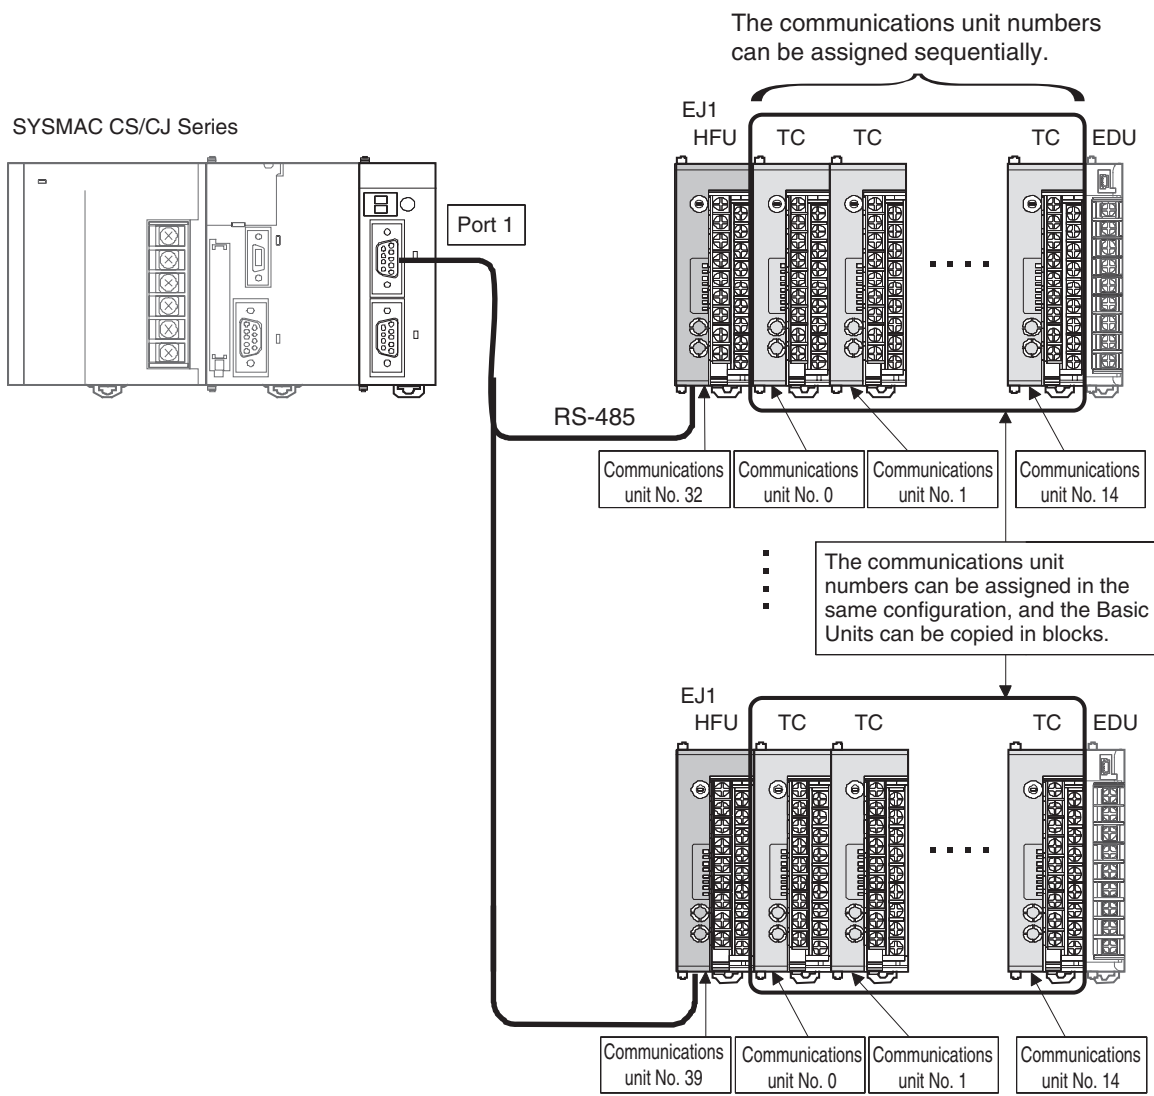 The communications unit numbers
can be assigned sequentially.
SYSMAC CS/CJ Series
EJ1
HFU TC TC TC EDU
Port 1
RS-485
Communications
unit No. 32
Communications
unit No. 0
Communications
unit No. 1
Communications
unit No. 14
The communications unit
numbers can be assigned in the
same configuration, and the Basic
Units can be copied in blocks.
EJ1
HFU TC TC TC EDU
Communications
unit No. 39
Communications
unit No. 0
Communications
unit No. 1
Communications
unit No. 14